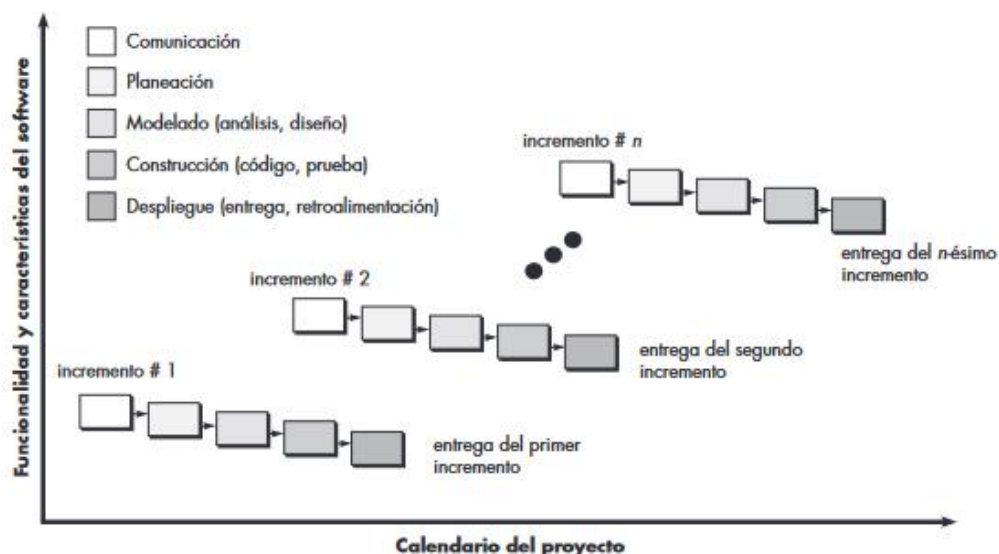 Funcionalidad y características del software
Comunicación
Planeación
Modelado (análisis, diseño)
Construcción (código, prueba)
Despliegue (entrega, retroalimentación)
incremento # n
entrega del n-ésimo
incremento
incremento # 2
entrega del segundo
incremento
incremento # 1
entrega del primer
incremento
Calendario del proyecto